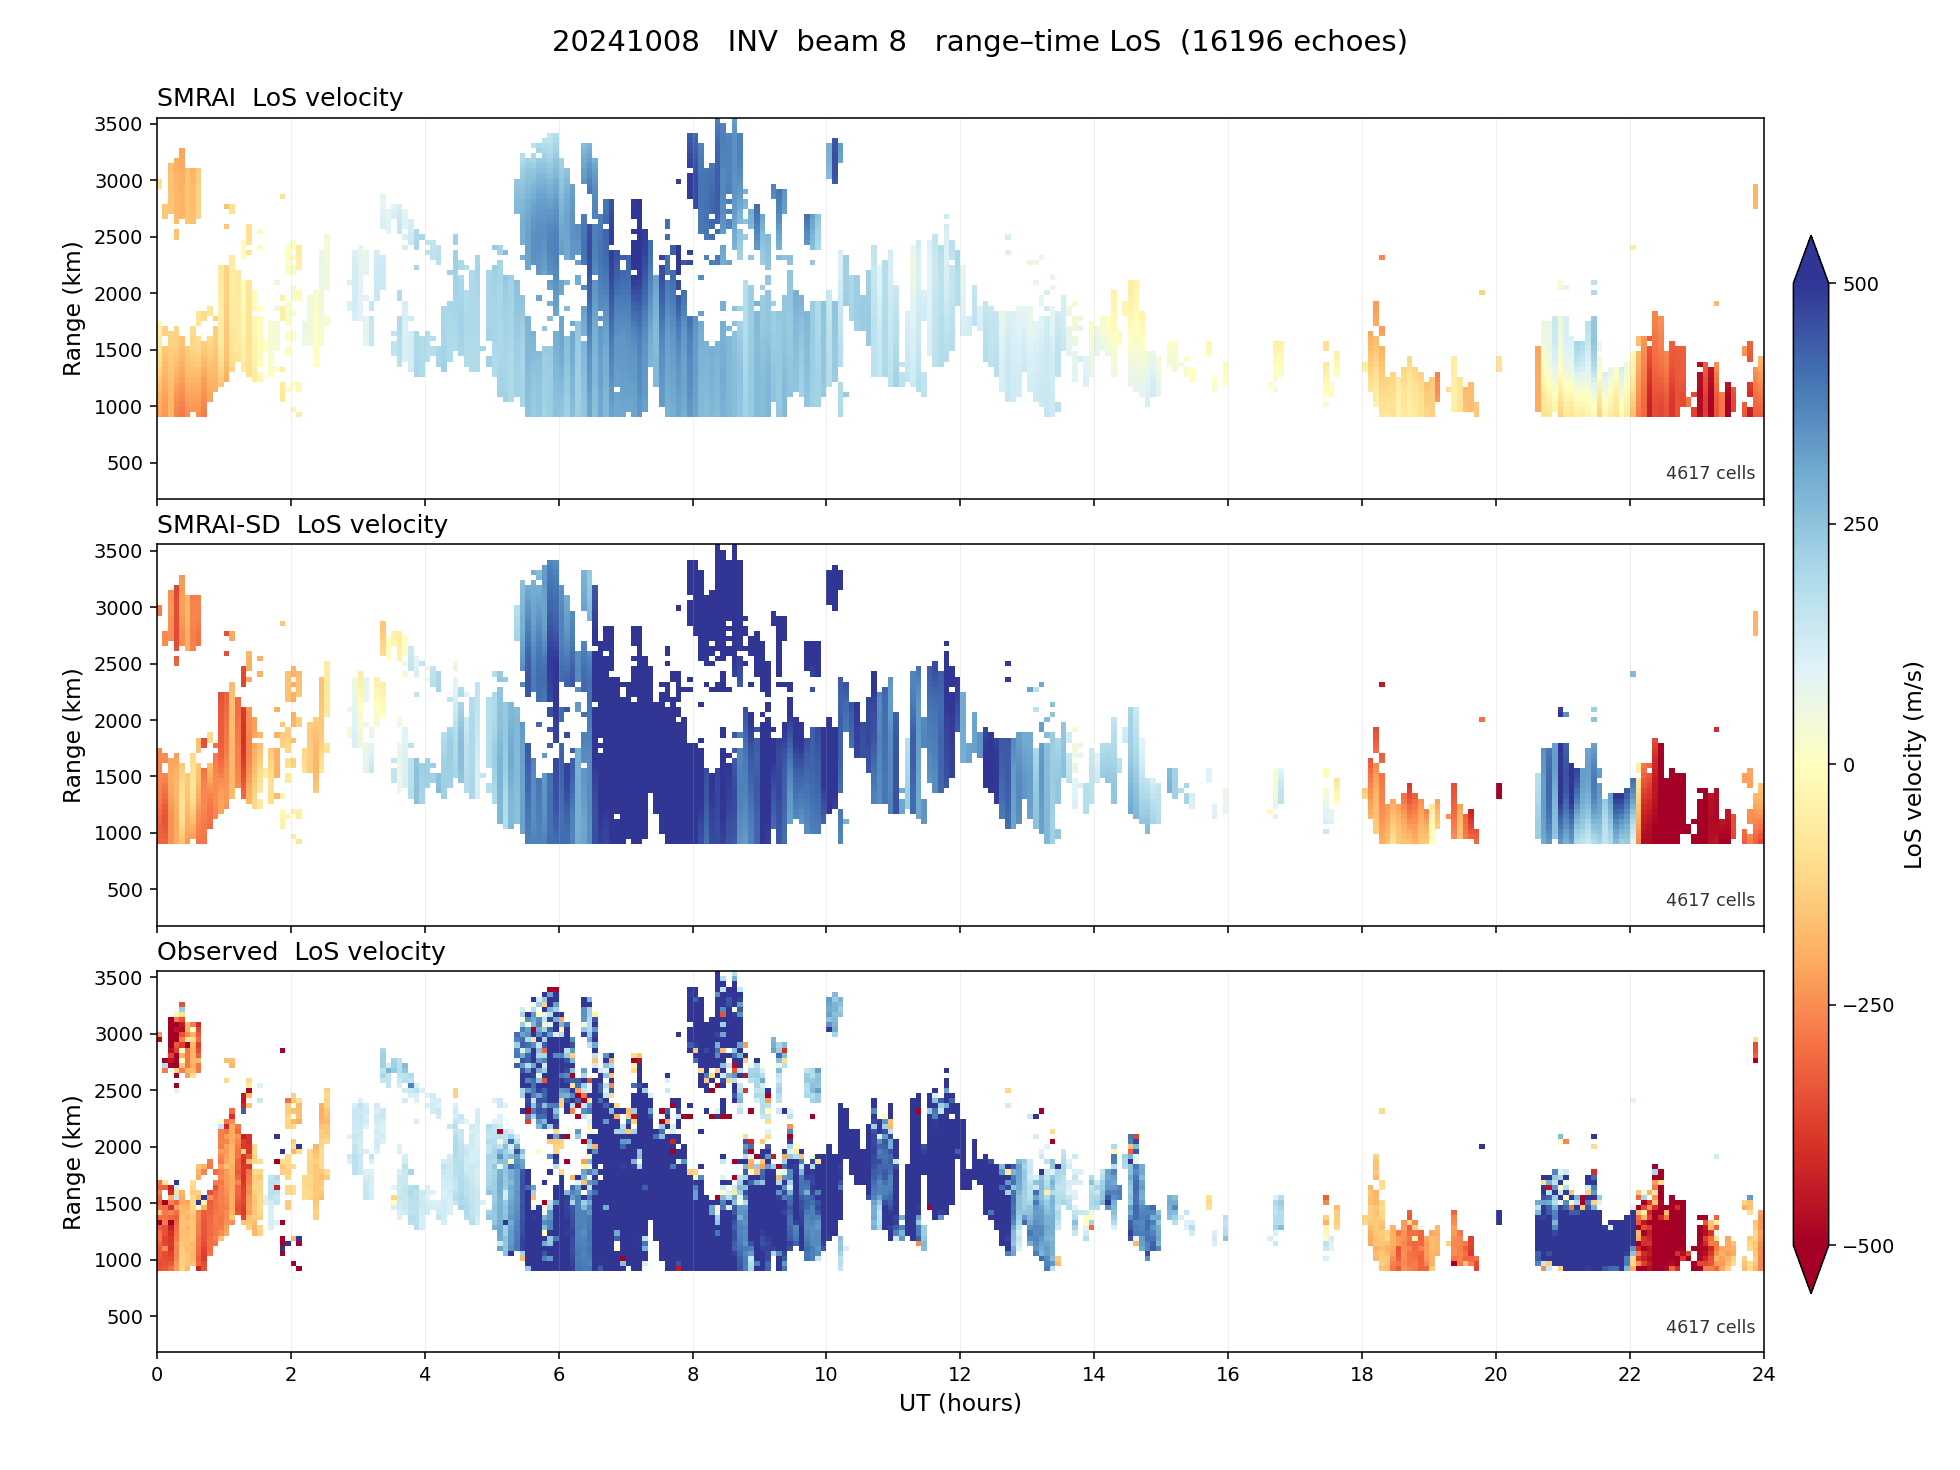 20241008   INV  beam 8   range–time LoS  (16196 echoes)
SMRAI  LoS velocity
3500
3000
2500
2000
1500
1000
500
Range (km)
4617 cells
SMRAI-SD  LoS velocity
3500
3000
2500
2000
1500
1000
500
Range (km)
4617 cells
Observed  LoS velocity
3500
3000
2500
2000
1500
1000
500
Range (km)
4617 cells
0 2 4 6 8 10 12 14 16 18 20 22 24
UT (hours)
500
250
0
−250
−500
LoS velocity (m/s)